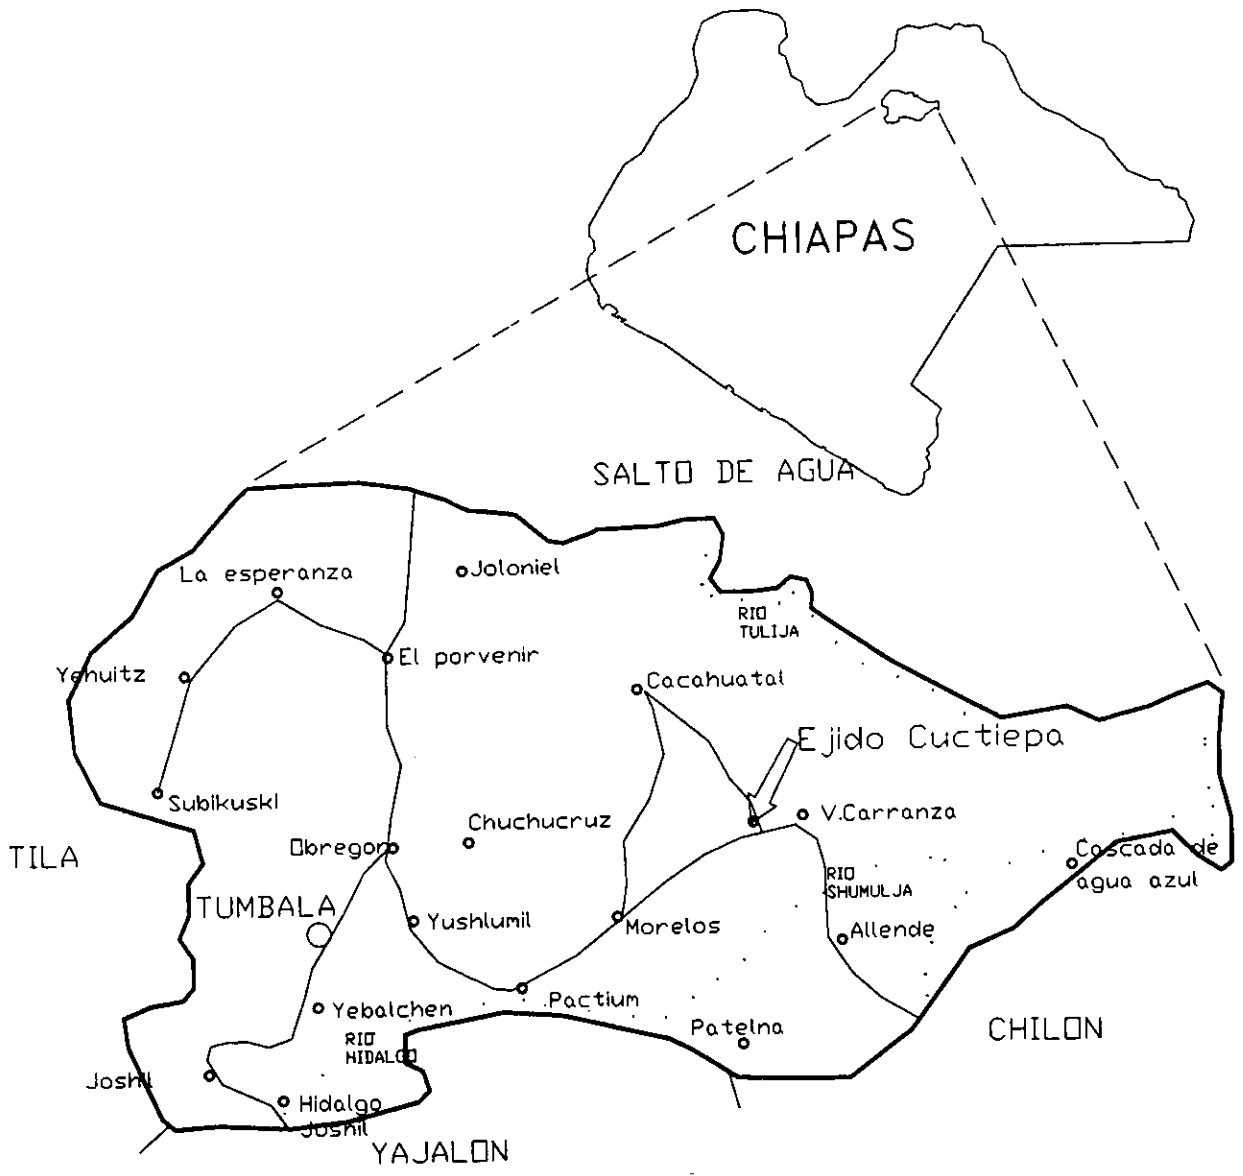 CHIAPAS
SALTO DE AGUA
La esperanza
Joloniel
RIO
TULIJA
El porvenir
Yehuitz
Cacahuatal
Ejido Cuctiepa
Subikuski
Chuchucruz
V.Carranza
Obregon
TILA
Cascada de
agua azul
RIO
SHUMULJA
TUMBALA
Yushlumil
Morelos
Allende
Yebalchen
Pactium
Patelna
CHILON
RIO
HIDALGO
Joshil
Hidalgo
Joshil
YAJALON